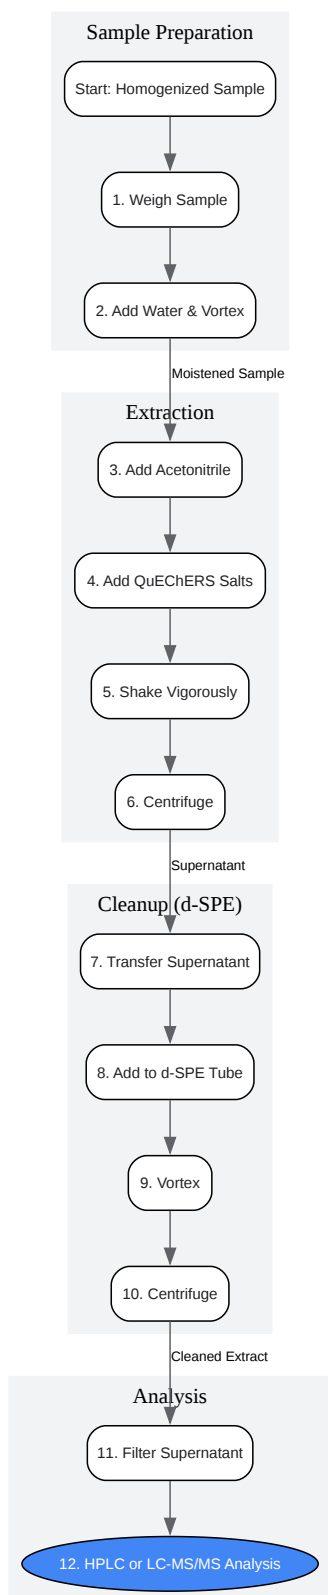 Sample Preparation
Start: Homogenized Sample
1. Weigh Sample
2. Add Water & Vortex
Moistened Sample
Extraction
3. Add Acetonitrile
4. Add QuEChERS Salts
5. Shake Vigorously
6. Centrifuge
Supernatant
Cleanup (d-SPE)
7. Transfer Supernatant
8. Add to d-SPE Tube
9. Vortex
10. Centrifuge
Cleaned Extract
Analysis
11. Filter Supernatant
12. HPLC or LC-MS/MS Analysis